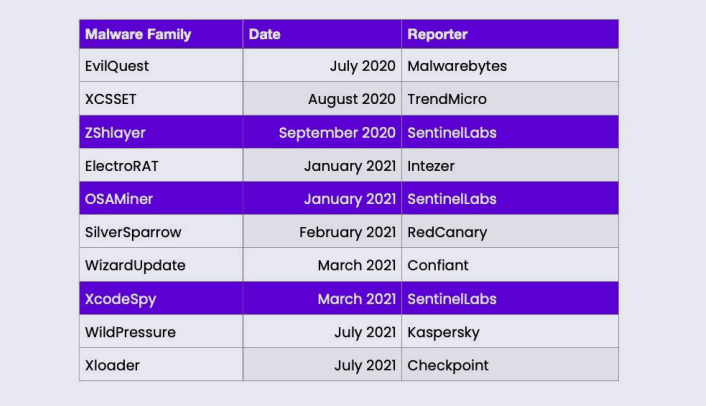 Malware Family Date Reporter
EvilQuest July 2020 Malwarebytes
XCSSET August 2020 TrendMicro
ZShlayer September 2020 SentinelLabs
ElectroRAT January 2021 Intezer
OSAMiner January 2021 SentinelLabs
SilverSparrow February 2021 RedCanary
WizardUpdate March 2021 Confiant
XcodeSpy March 2021 SentinelLabs
WildPressure July 2021 Kaspersky
Xloader July 2021 Checkpoint